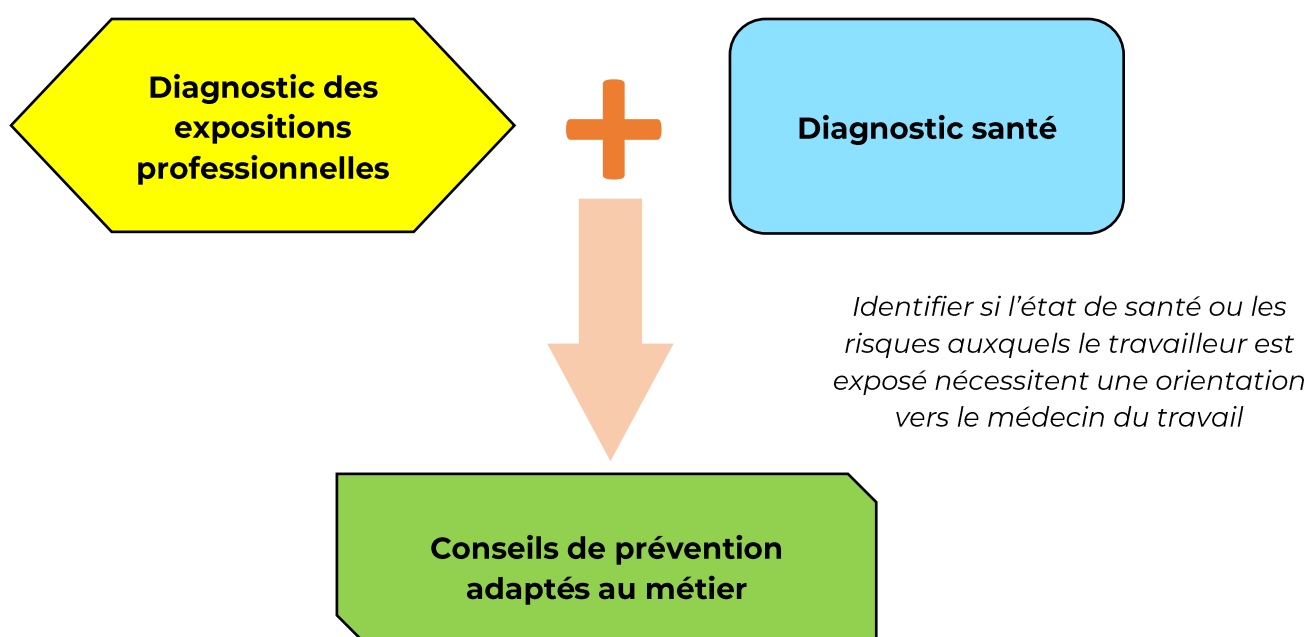 Diagnostic des
expositions
professionnelles
Diagnostic santé
Identifier si l’état de santé ou les
risques auxquels le travailleur est
exposé nécessitent une orientation
vers le médecin du travail
Conseils de prévention
adaptés au métier